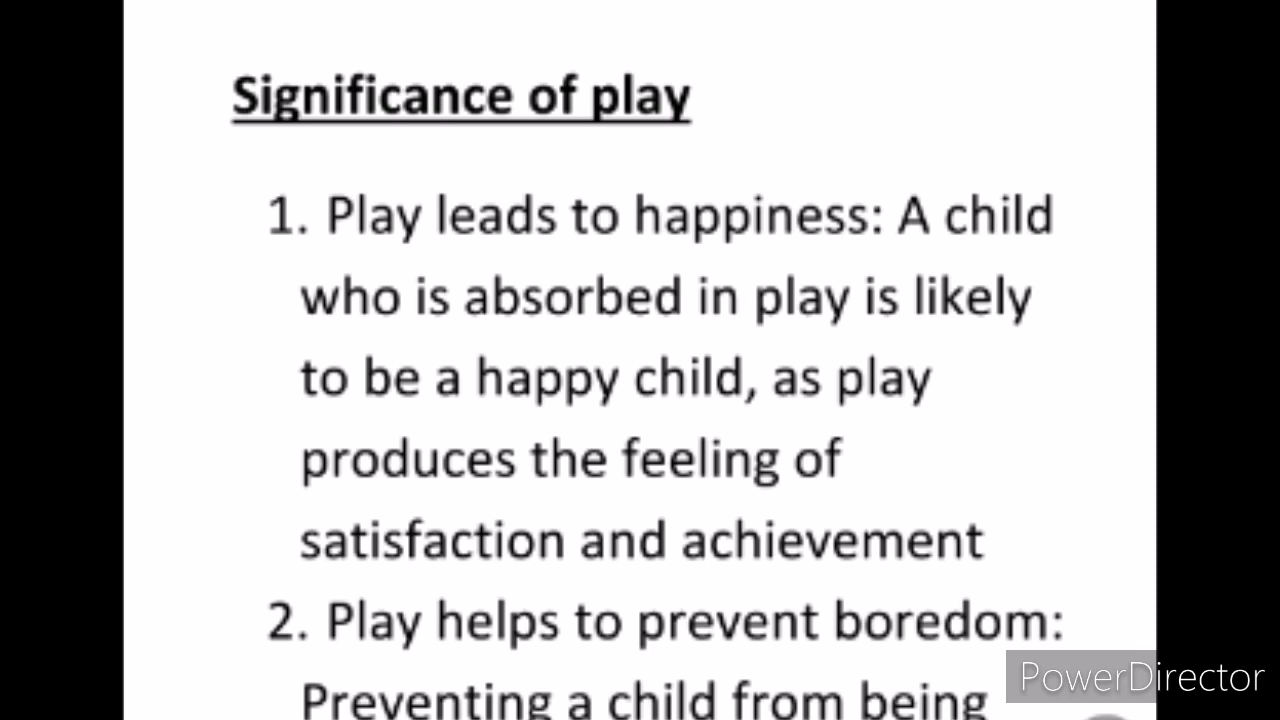 Significance of play
1. Play leads to happiness: A child
who is absorbed in play is likely
to be a happy child, as play
produces the feeling of
satisfaction and achievement
2. Play helps to prevent boredom:
Preventing a child from being
PowerDirector